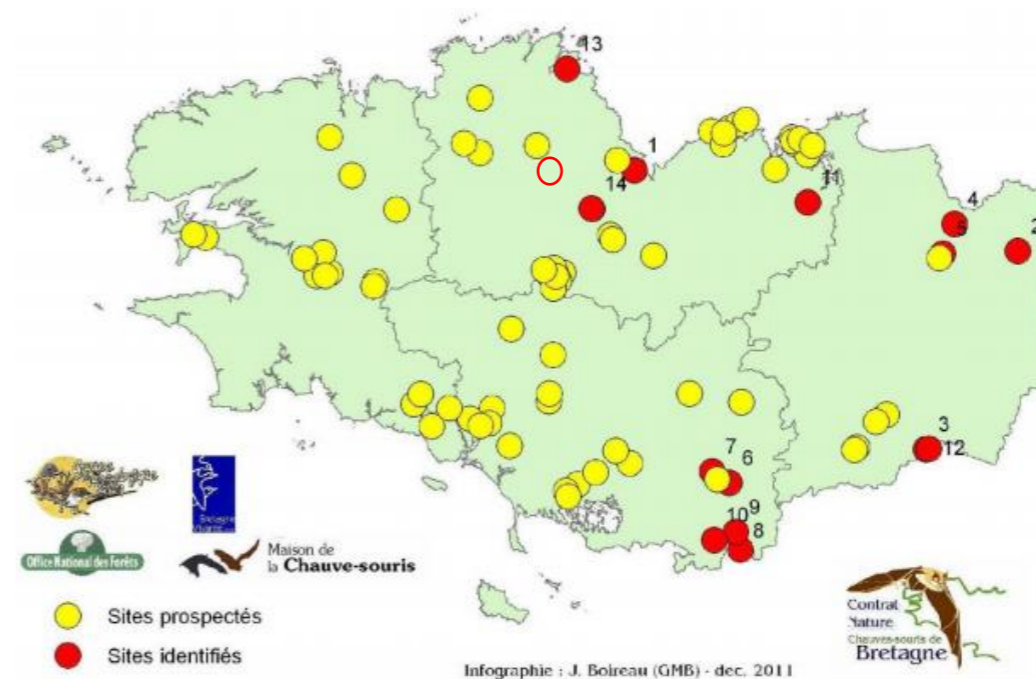 13
1
14
11
4
5
2
3
12
7
6
9
10
8
Bretagne
Office National des Forêts
Maison de
la Chauve-souris
Sites prospectés
Sites identifiés
Contrat
Nature
Chauves-souris de
Bretagne
Infographie : J. Boireau (GMB) - dec. 2011